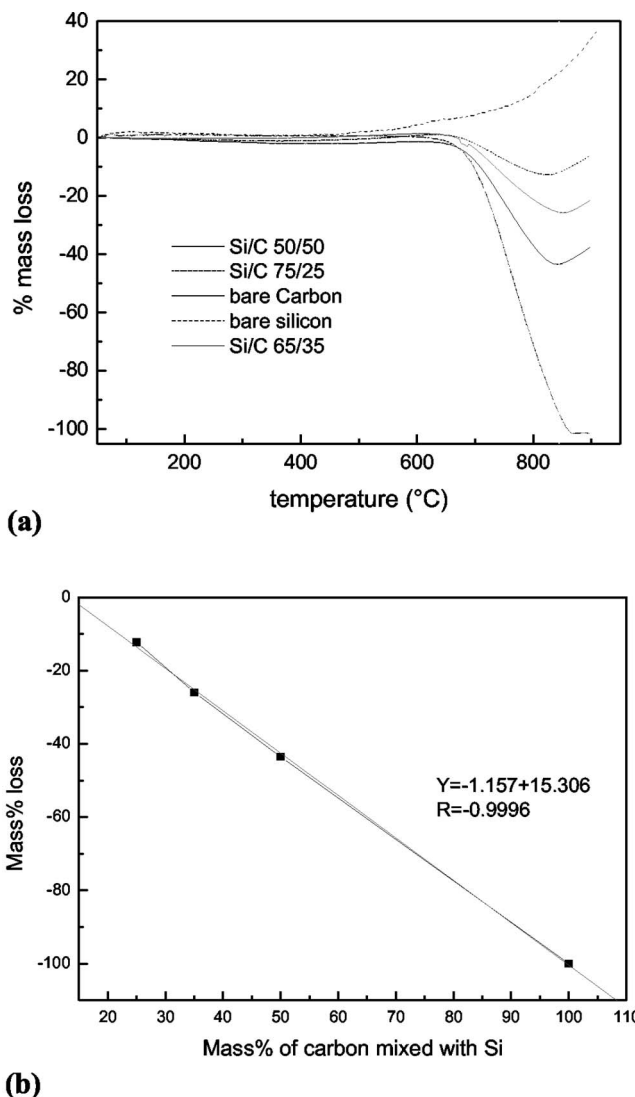 40
20
0
-20
-40
-60
-80
-100
% mass loss
Si/C 50/50
Si/C 75/25
bare Carbon
bare silicon
Si/C 65/35
200 400 600 800
temperature (°C)
(a)
0
-20
-40
-60
-80
-100
Mass% loss
Y=-1.157+15.306
R=-0.9996
20 30 40 50 60 70 80 90 100 110
Mass% of carbon mixed with Si
(b)